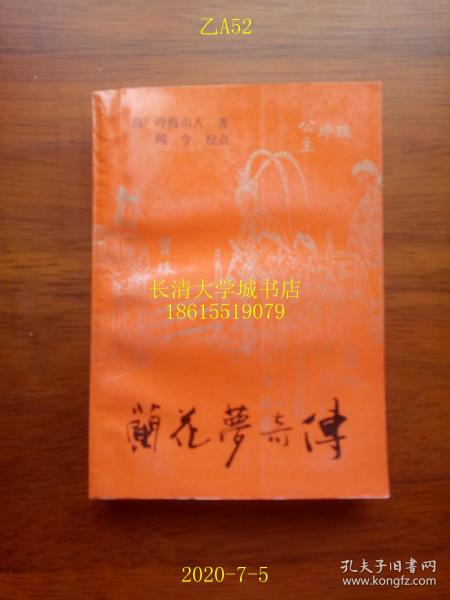 乙A52
[清] 吟梅山人 著
闻兮 校点
公主
长清大学城书店
18615519079
蘭花夢奇傳
2020-7-5
孔夫子旧书网
www.kongfz.com